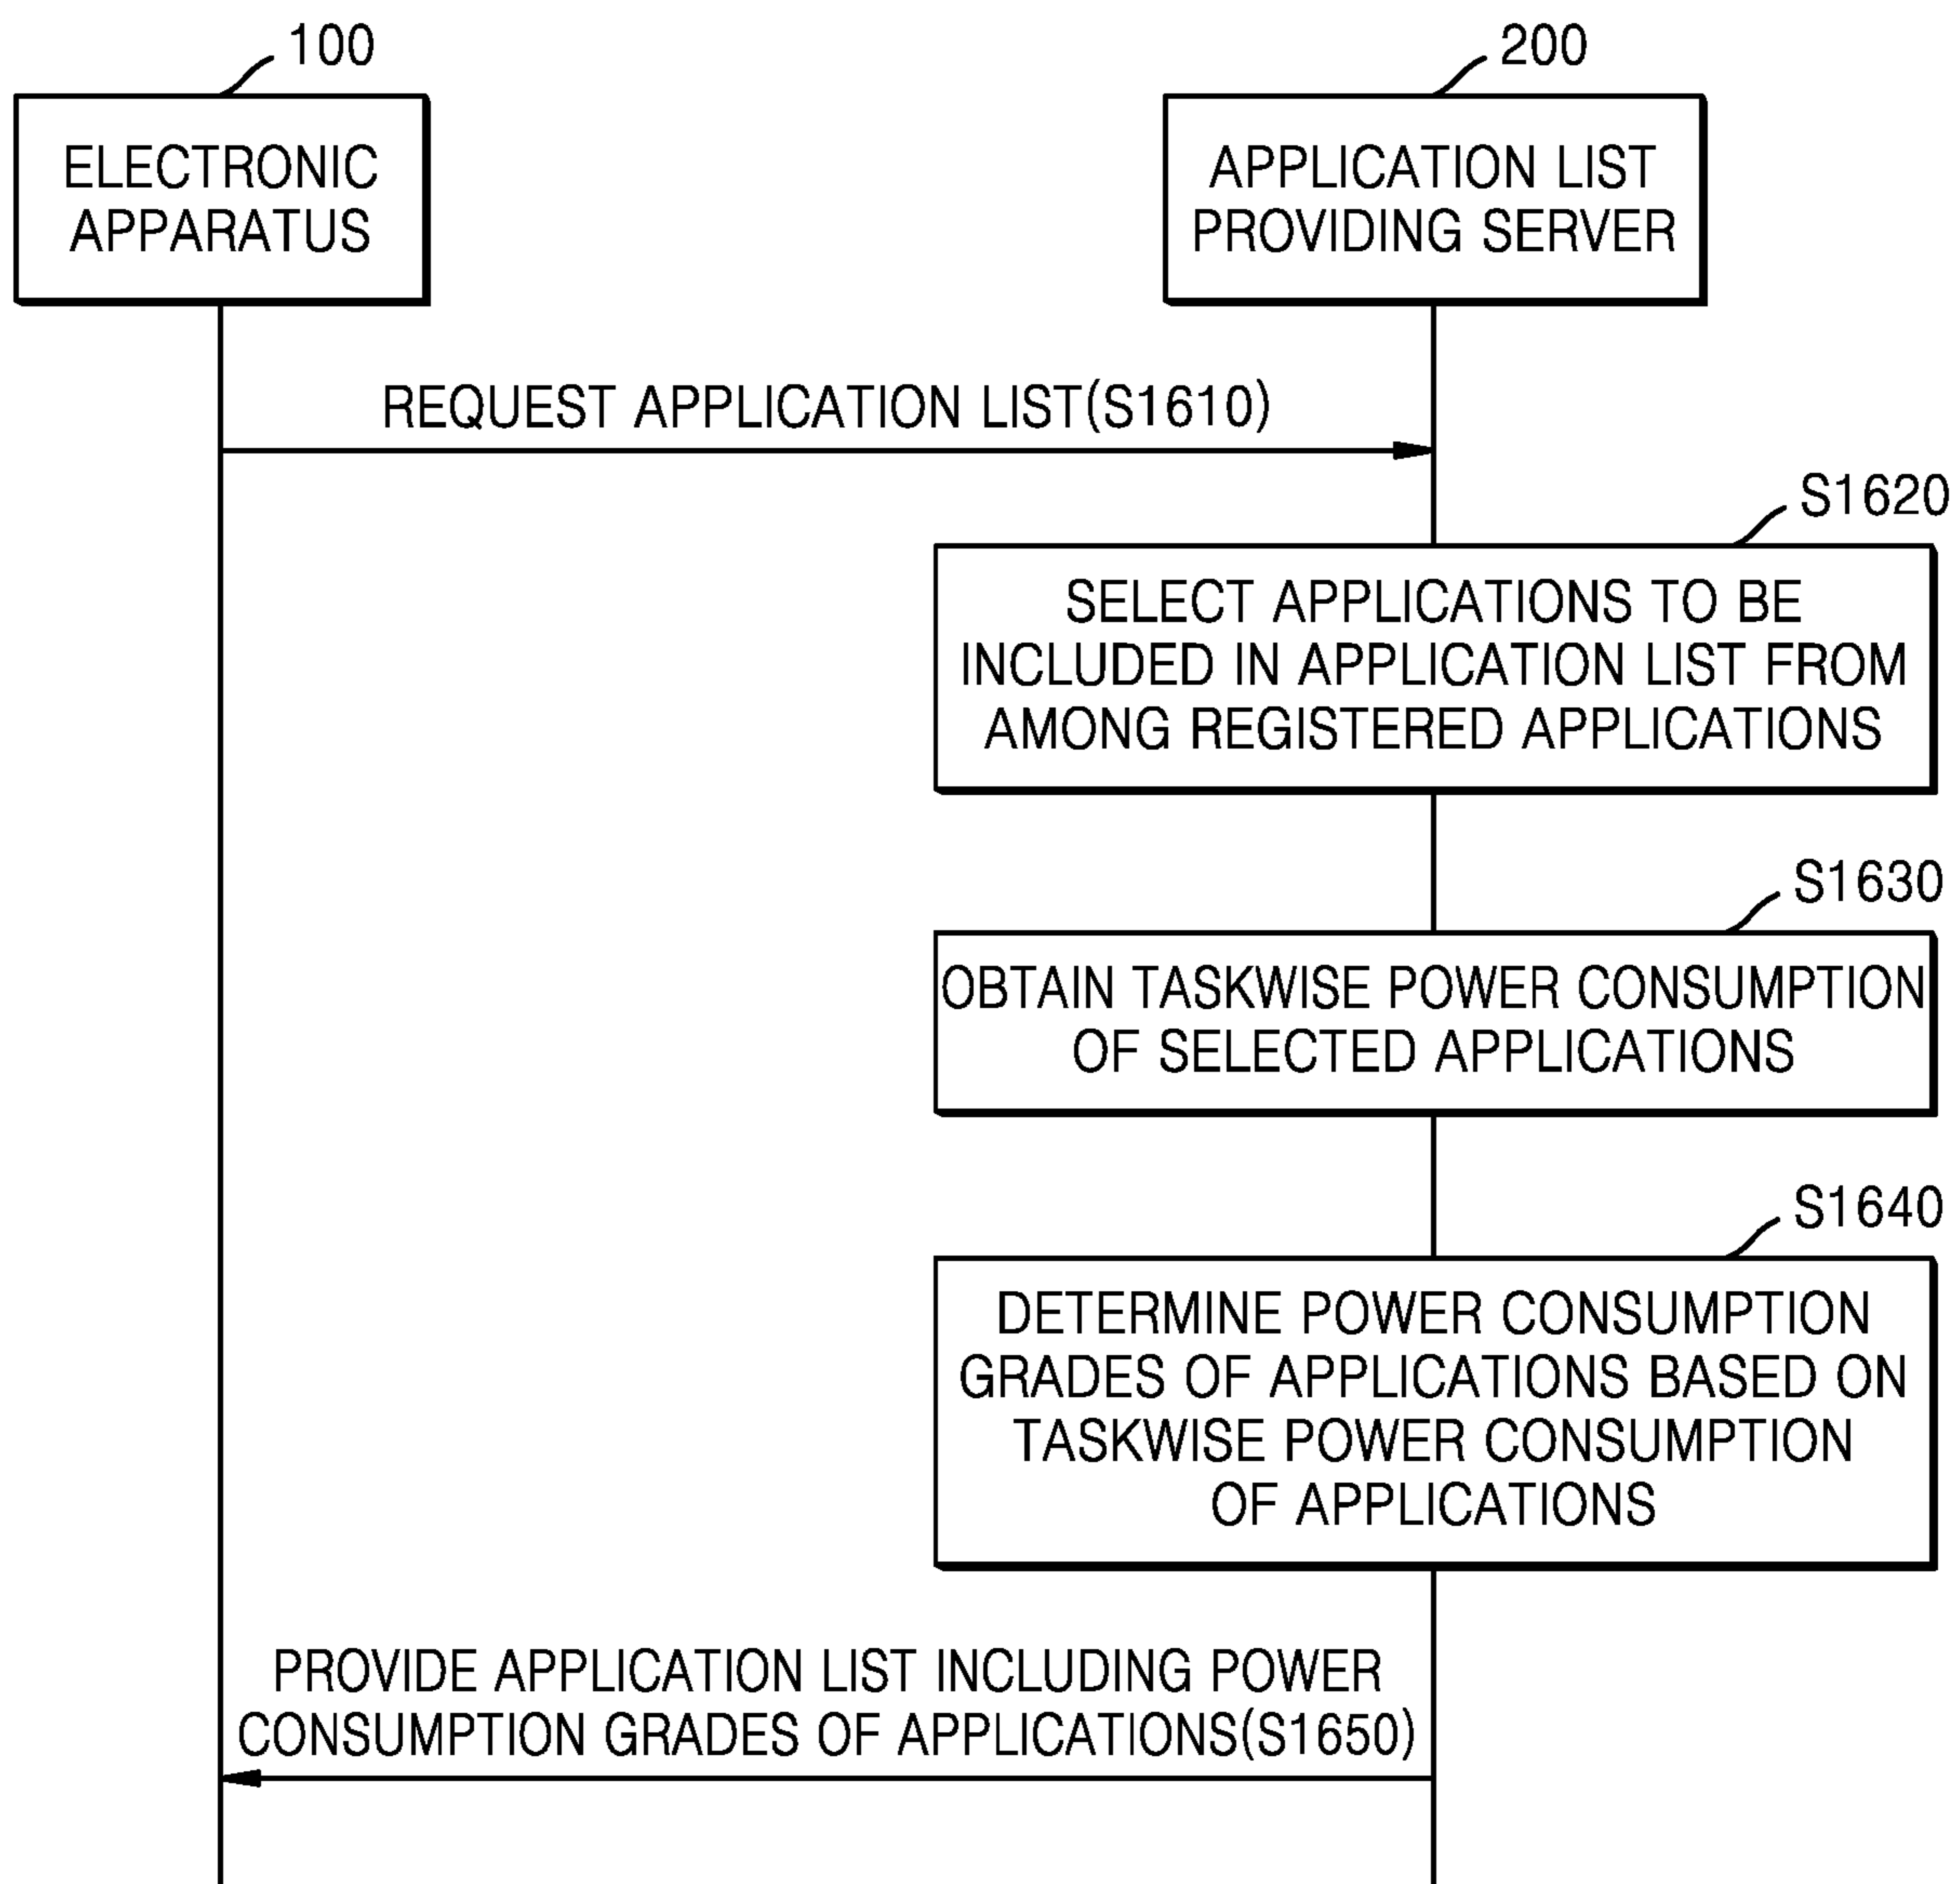 100
200
ELECTRONIC
APPARATUS
APPLICATION LIST
PROVIDING SERVER
REQUEST APPLICATION LIST(S1610)
S1620
SELECT APPLICATIONS TO BE
INCLUDED IN APPLICATION LIST FROM
AMONG REGISTERED APPLICATIONS
S1630
OBTAIN TASKWISE POWER CONSUMPTION
OF SELECTED APPLICATIONS
S1640
DETERMINE POWER CONSUMPTION
GRADES OF APPLICATIONS BASED ON
TASKWISE POWER CONSUMPTION
OF APPLICATIONS
PROVIDE APPLICATION LIST INCLUDING POWER
CONSUMPTION GRADES OF APPLICATIONS(S1650)